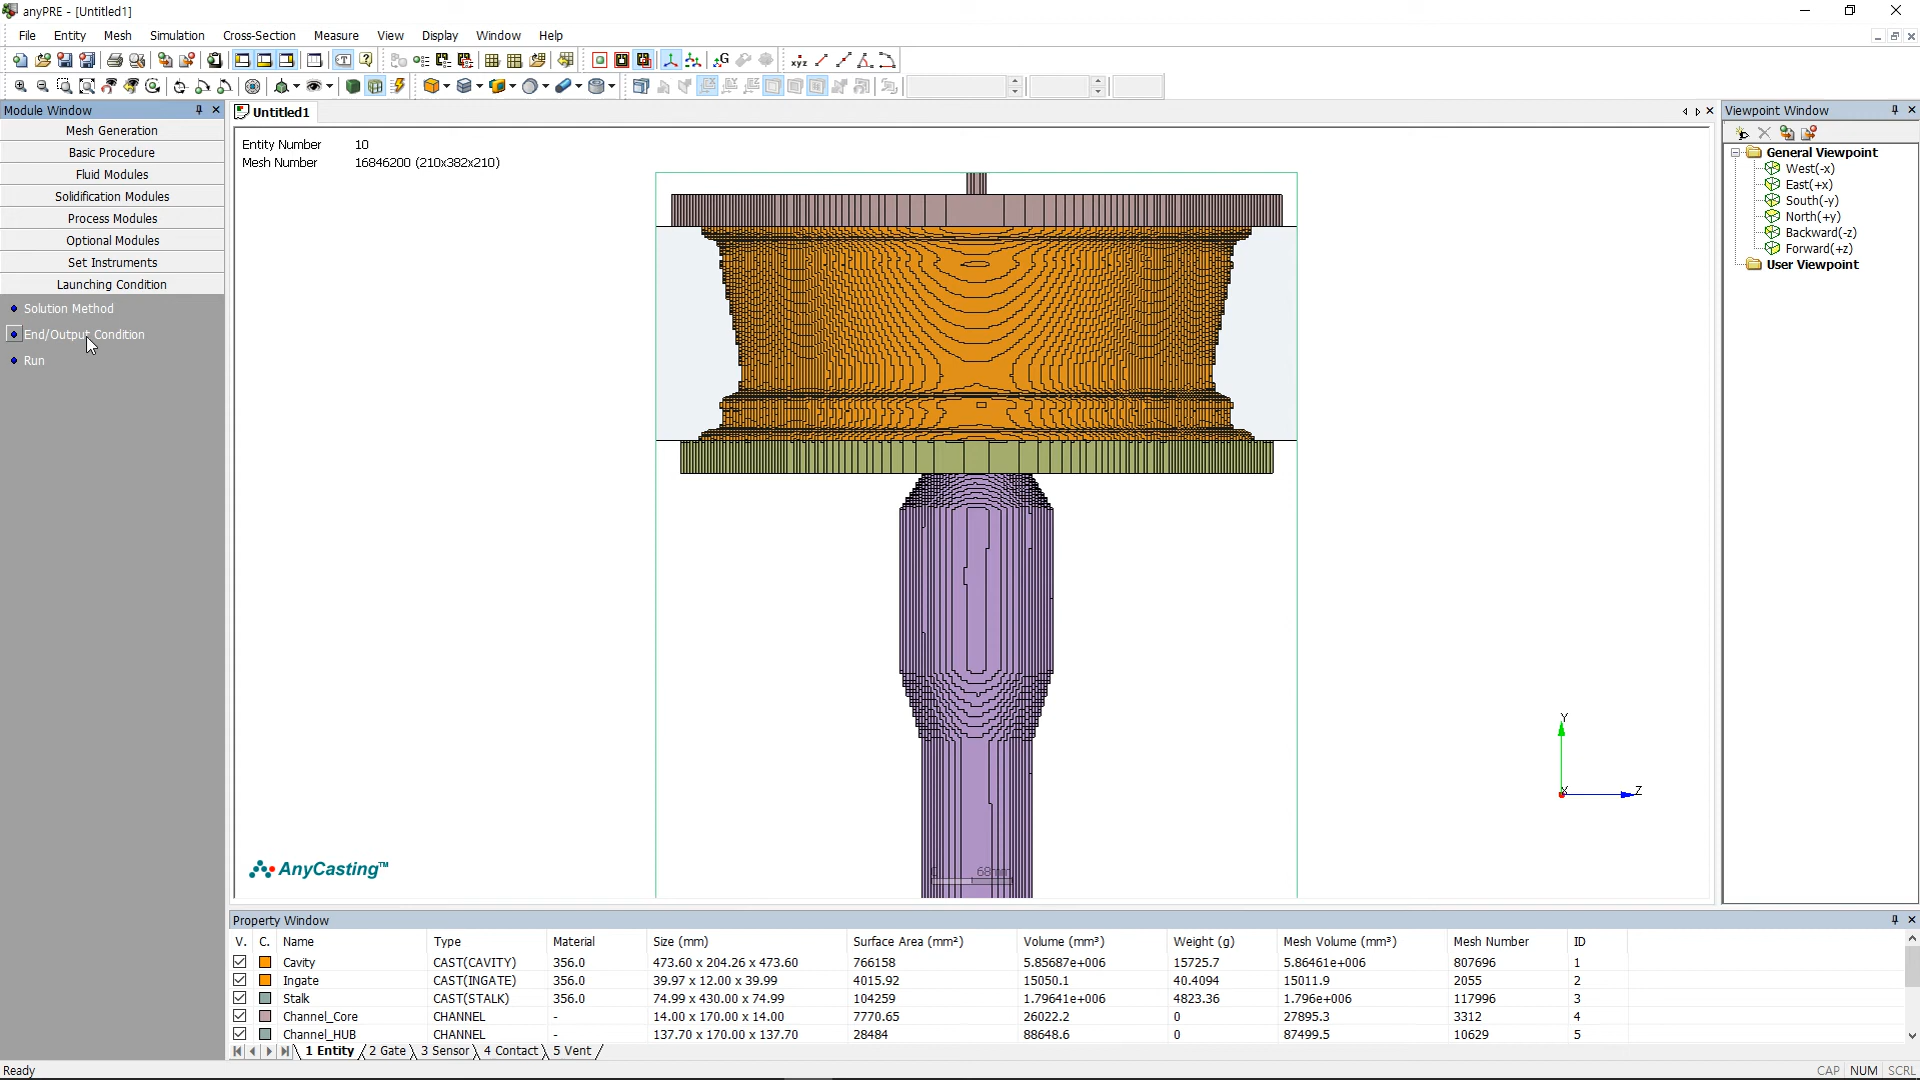 anyPRE - [Untitled1]
File Entity Mesh Simulation Cross-Section Measure View Display Window Help
Module Window
Mesh Generation
Basic Procedure
Fluid Modules
Solidification Modules
Process Modules
Optional Modules
Set Instruments
Launching Condition
Solution Method
End/Output Condition
Run
Untitled1
Entity Number 10
Mesh Number 16846200 (210x382x210)
Y
Z
X
AnyCasting™
Viewpoint Window
General Viewpoint
West(-x)
East(+x)
South(-y)
North(+y)
Backward(-z)
Forward(+z)
User Viewpoint
Property Window
V. C. Name Type Material Size (mm) Surface Area (mm²) Volume (mm³) Weight (g) Mesh Volume (mm³) Mesh Number ID
Cavity CAST(CAVITY) 356.0 473.60 x 204.26 x 473.60 766158 5.85687e+006 15725.7 5.86461e+006 807696 1
Ingate CAST(INGATE) 356.0 39.97 x 12.00 x 39.99 4015.92 15050.1 40.4094 15011.9 2055 2
Stalk CAST(STALK) 356.0 74.99 x 430.00 x 74.99 104259 1.79641e+006 4823.36 1.796e+006 117996 3
Channel_Core CHANNEL - 14.00 x 170.00 x 14.00 7770.65 26022.2 0 27895.3 3312 4
Channel_HUB CHANNEL - 137.70 x 170.00 x 137.70 28484 88648.6 0 87499.5 10629 5
1 Entity 2 Gate 3 Sensor 4 Contact 5 Vent
Ready CAP NUM SCRL